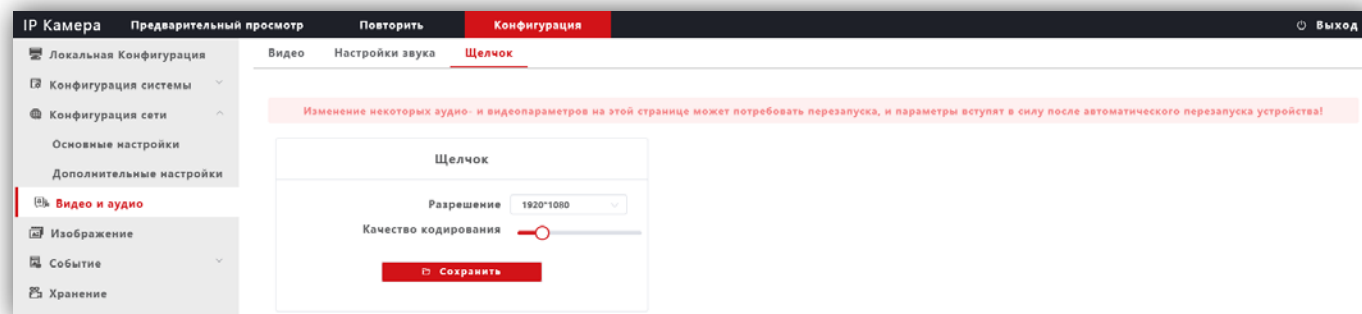 IP Камера Предварительный просмотр Повторить Конфигурация Выход
Локальная Конфигурация
Конфигурация системы
Конфигурация сети
Основные настройки
Дополнительные настройки
Видео и аудио
Изображение
Событие
Хранение
Видео Настройки звука Щелчок
Изменение некоторых аудио- и видеопараметров на этой странице может потребовать перезапуска, и параметры вступят в силу после автоматического перезапуска устройства!
Щелчок
Разрешение 1920*1080
Качество кодирования
Сохранить